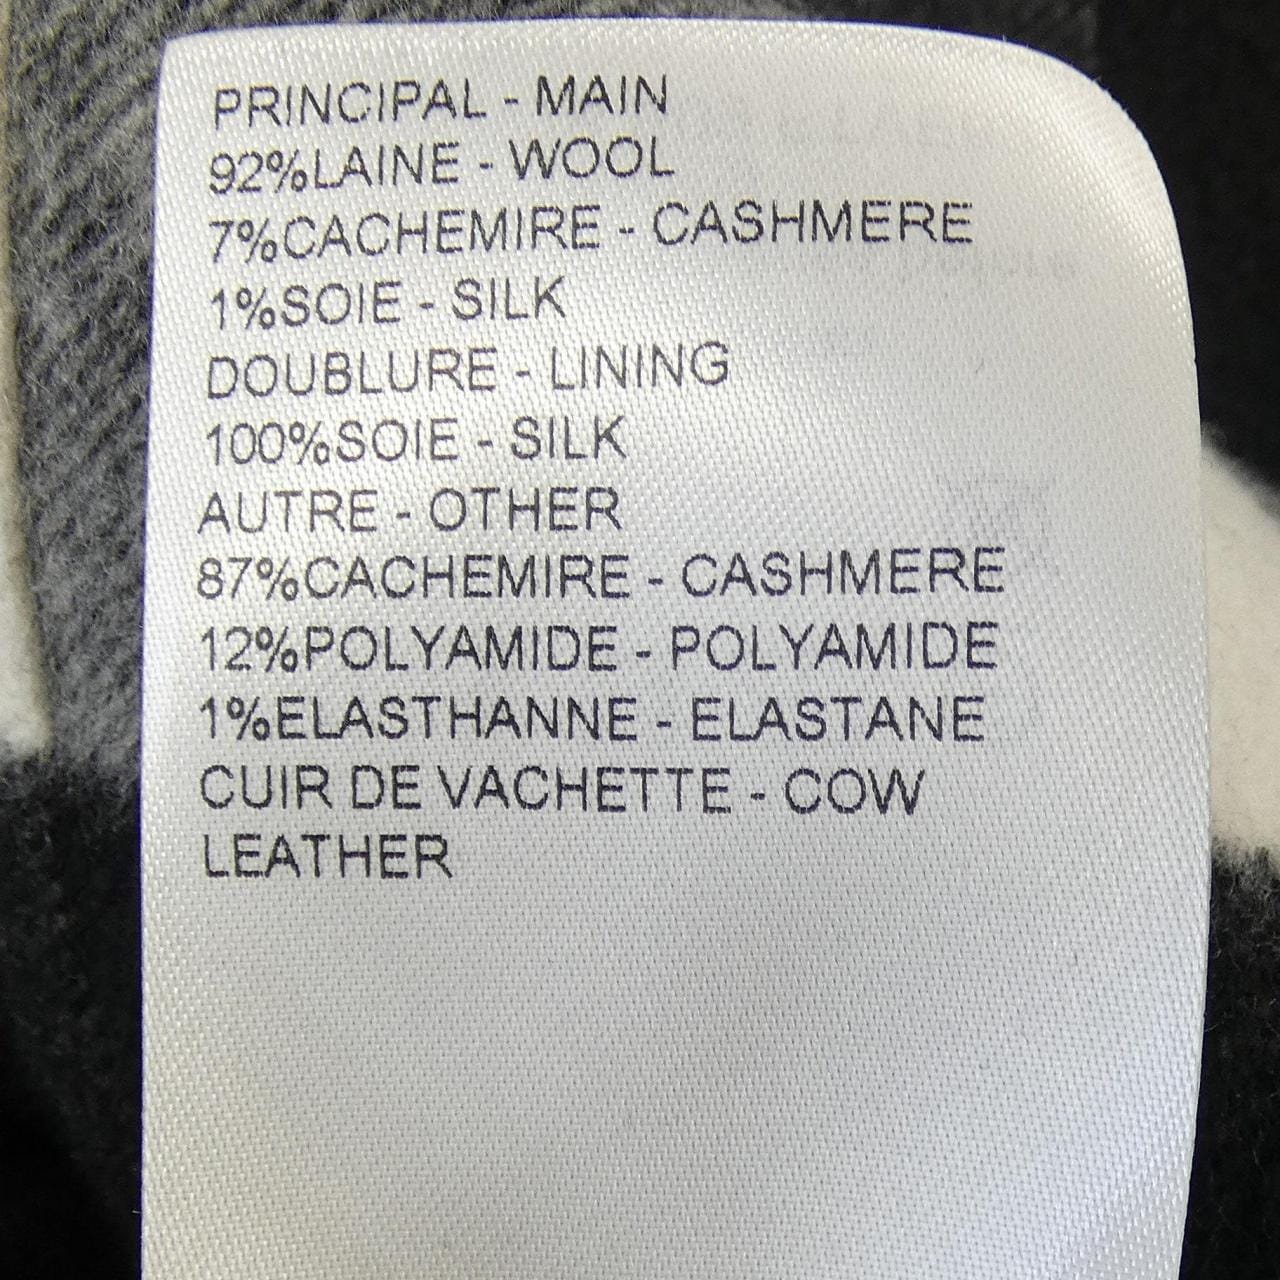 PRINCIPAL - MAIN
92%LAINE - WOOL
7%CACHEMIRE - CASHMERE
1%SOIE - SILK
DOUBLURE - LINING
100%SOIE - SILK
AUTRE - OTHER
87%CACHEMIRE - CASHMERE
12%POLYAMIDE - POLYAMIDE
1%ELASTHANNE - ELASTANE
CUIR DE VACHETTE - COW
LEATHER